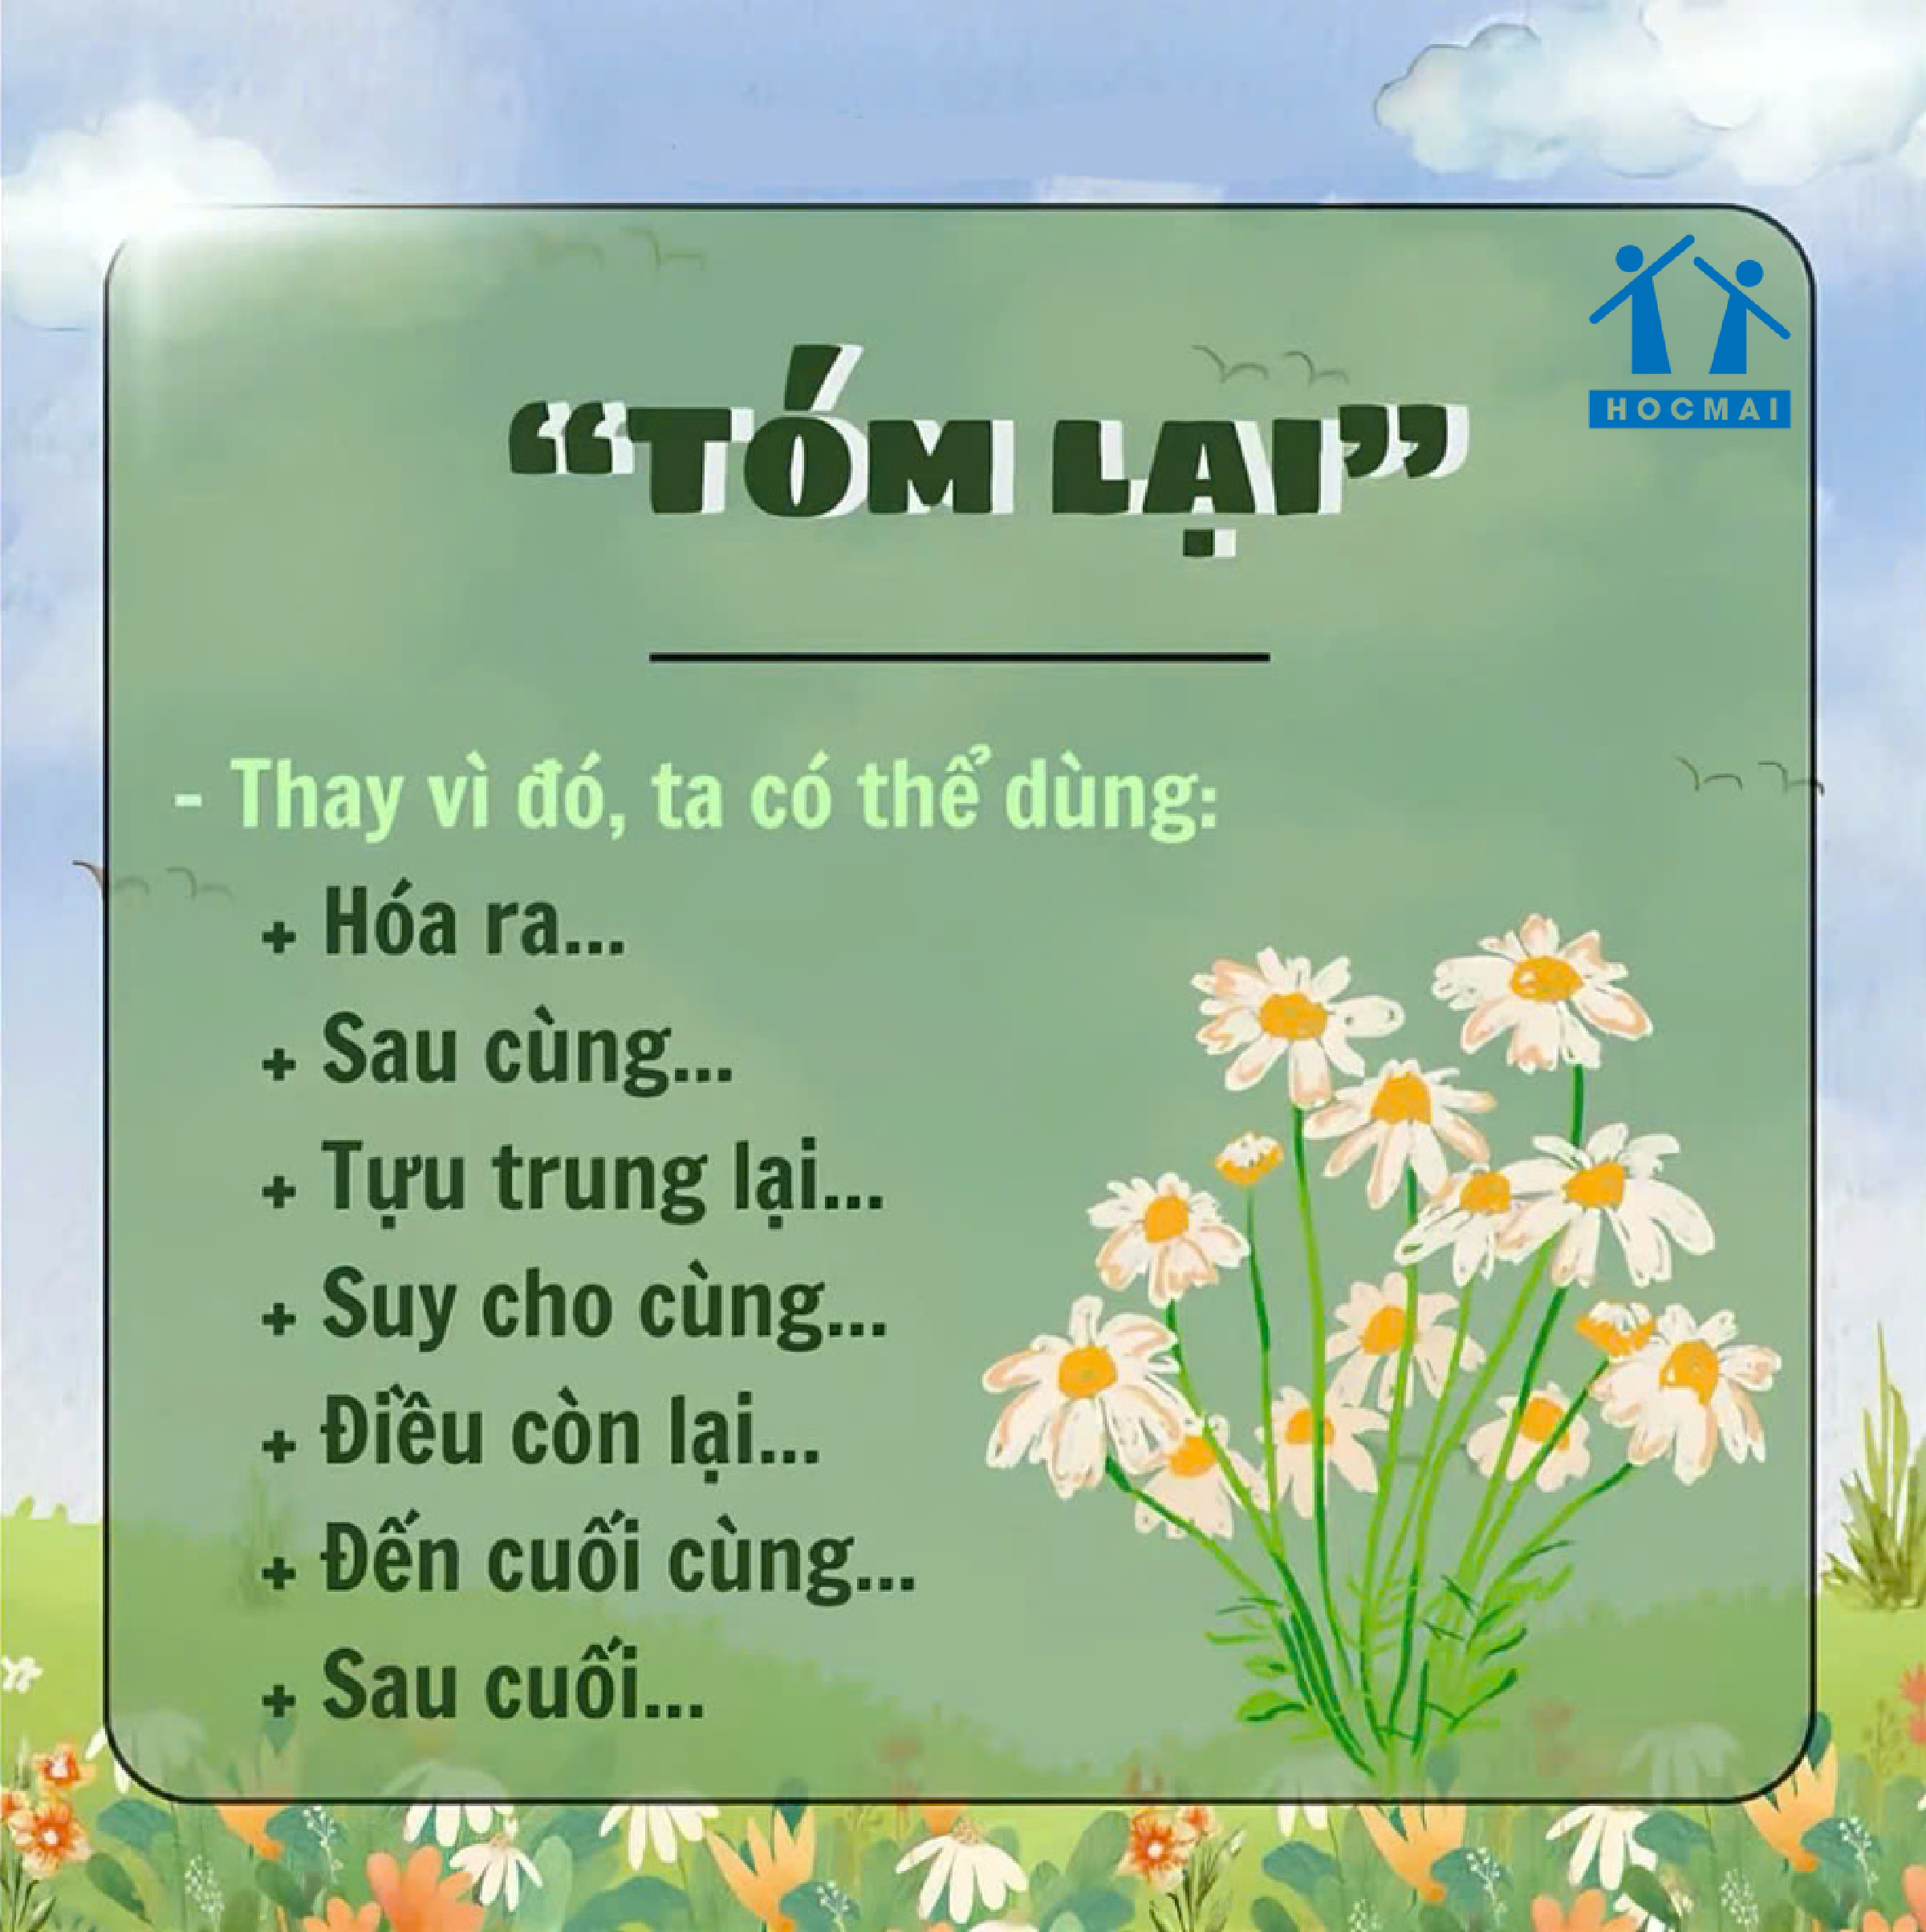 HOCMAI
“TÓM LẠI”
- Thay vì đó, ta có thể dùng:
+ Hóa ra...
+ Sau cùng...
+ Tựu trung lại...
+ Suy cho cùng...
+ Điều còn lại...
+ Đến cuối cùng...
+ Sau cuối...